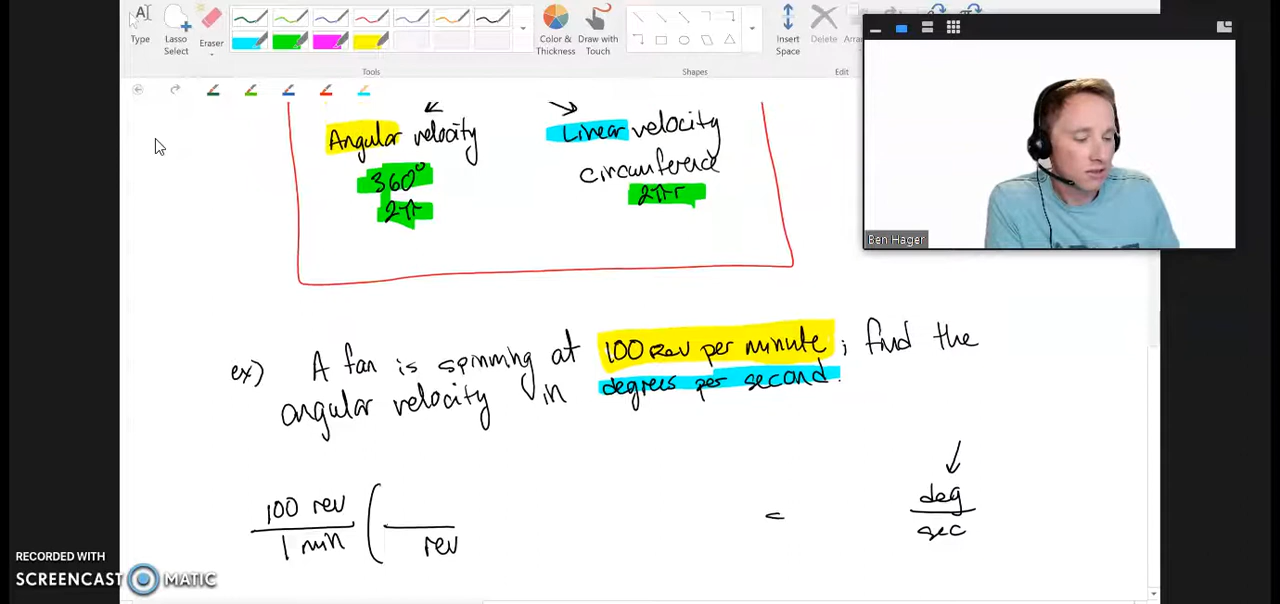 Type
Lasso
Select
Eraser
Color &
Thickness
Draw with
Touch
Insert
Space
Delete
Tools
Shapes
Edit
Angular velocity
360°
2π
Linear velocity
circumference
2πr
Ben Hager
ex) A fan is spinning at 100 rev per minute; find the
angular velocity in degrees per second.
100 rev
1 min
rev
=
deg
sec
RECORDED WITH
SCREENCAST MATIC